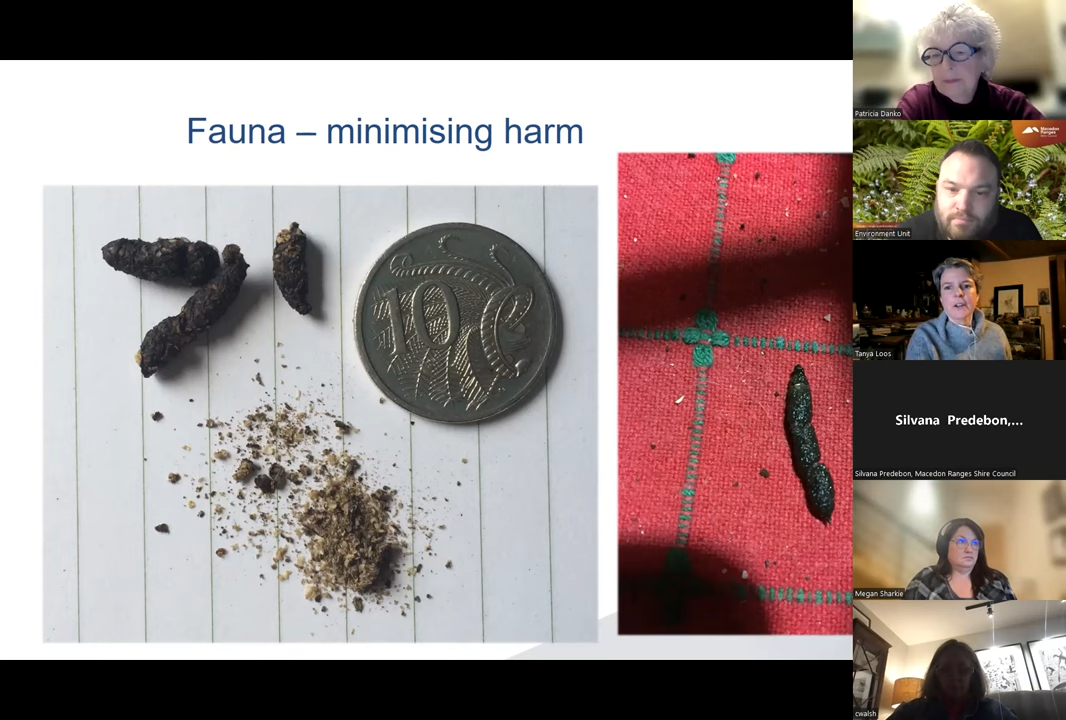 Fauna – minimising harm
10
Patricia Danko
Macedon
Ranges
Environment Unit
Tanya Loos
Silvana Predebon,...
Silvana Predebon, Macedon Ranges Shire Council
Megan Sharkie
cwalsh